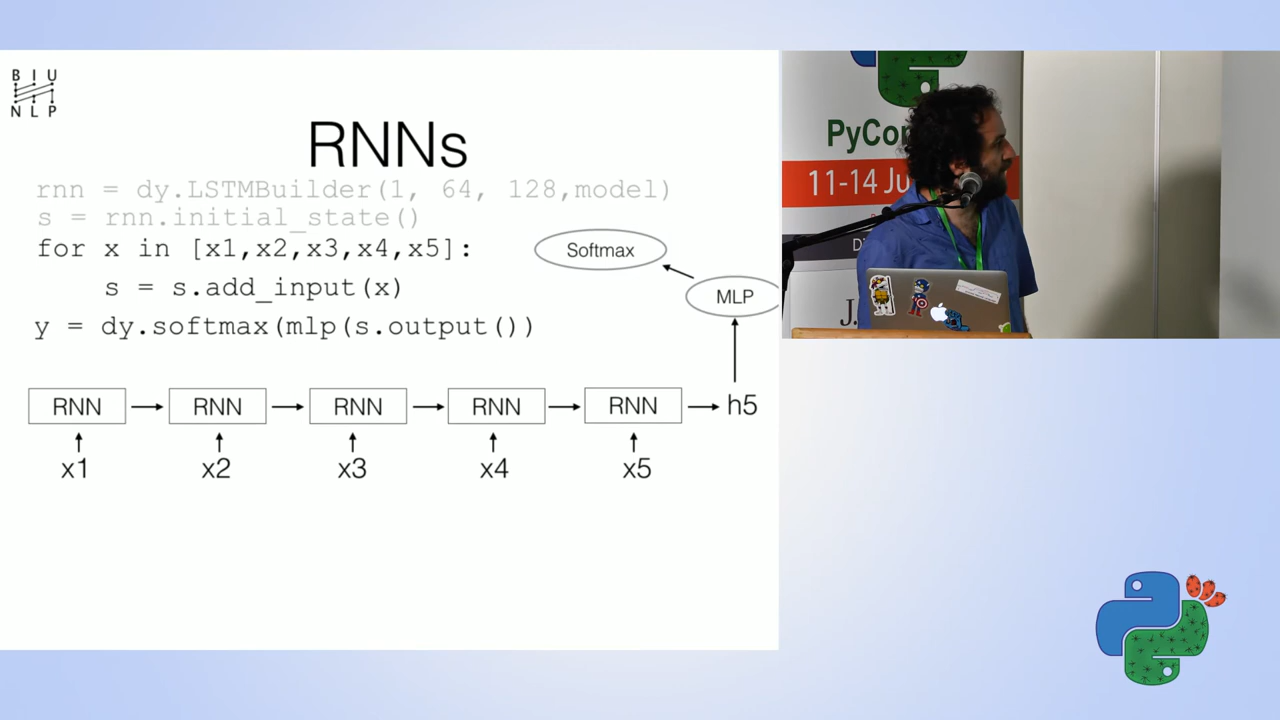 B I U
N L P
RNNs
rnn = dy.LSTMBuilder(1, 64, 128,model)
s = rnn.initial_state()
for x in [x1,x2,x3,x4,x5]:
s = s.add_input(x)
y = dy.softmax(mlp(s.output())
Softmax
MLP
RNN RNN RNN RNN RNN h5
x1 x2 x3 x4 x5
PyCon
11-14 Ju
J.